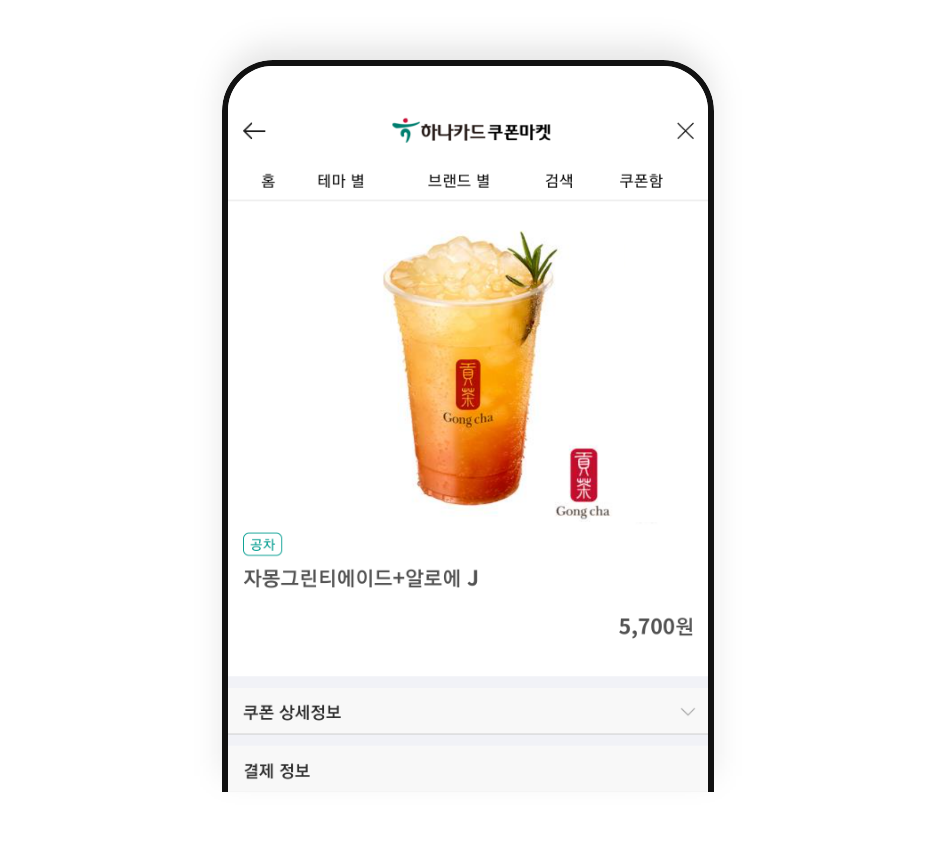 하나카드 쿠폰마켓
홈 테마 별 브랜드 별 검색 쿠폰함
貢茶
Gong cha
貢茶
Gong cha
공차
자몽그린티에이드+알로에 J
5,700원
쿠폰 상세정보
결제 정보